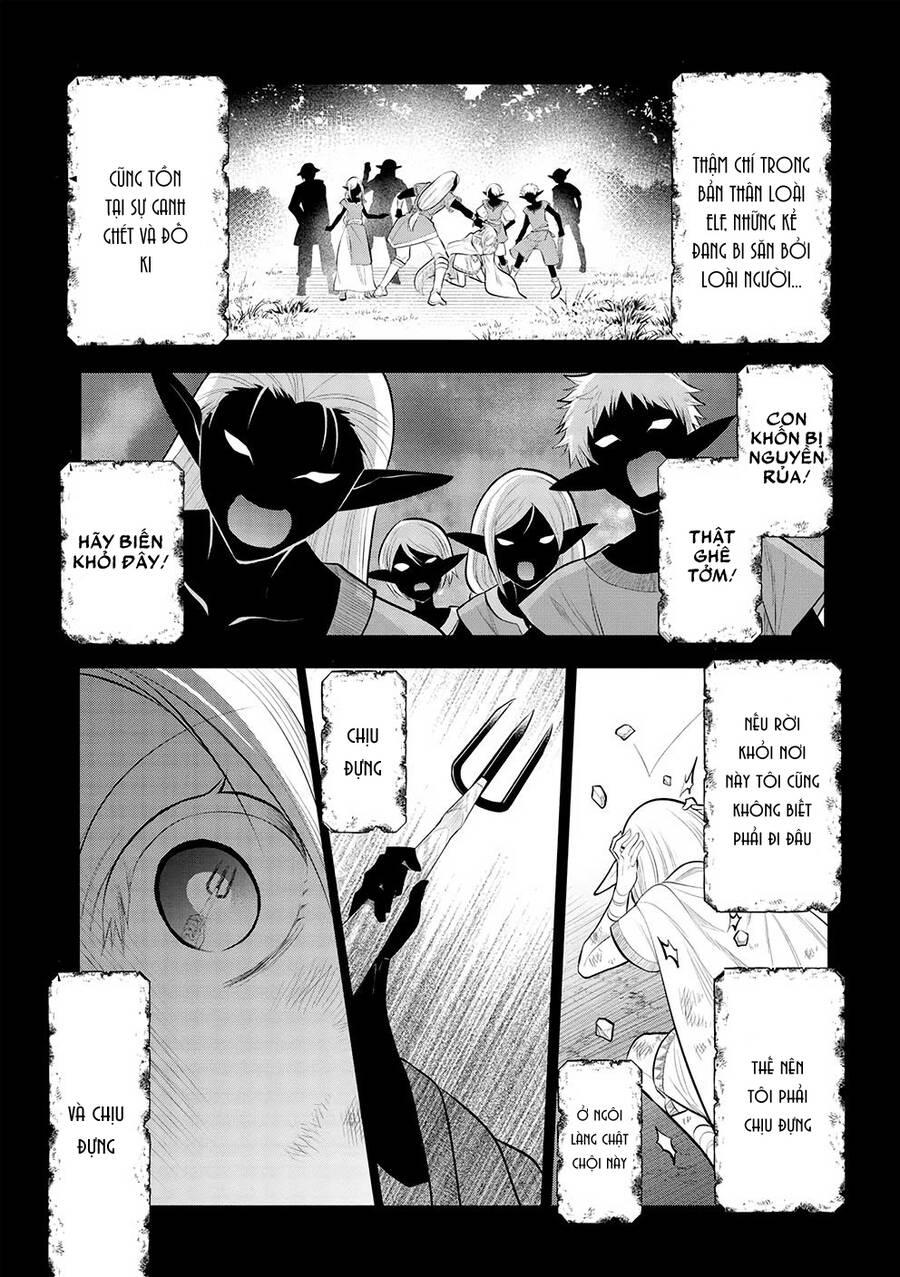 THẬM CHÍ TRONG
BẢN THÂN LOÀI
ELF, NHỮNG KẺ
ĐANG BỊ SĂN BỞI
LOÀI NGƯỜI...
CŨNG TỒN
TẠI SỰ GANH
GHÉT VÀ ĐỐ
KỊ
CON
KHỐN BỊ
NGUYỀN
RỦA!
THẬT
GHÊ
TỞM!
HÃY BIẾN
KHỎI ĐÂY!
NẾU RỜI
KHỎI NƠI
NÀY TÔI CŨNG
KHÔNG BIẾT
PHẢI ĐI ĐÂU
THẾ NÊN
TÔI PHẢI
CHỊU ĐỰNG
Ở NGÔI
LÀNG CHẬT
CHỘI NÀY
CHỊU
ĐỰNG
VÀ CHỊU
ĐỰNG